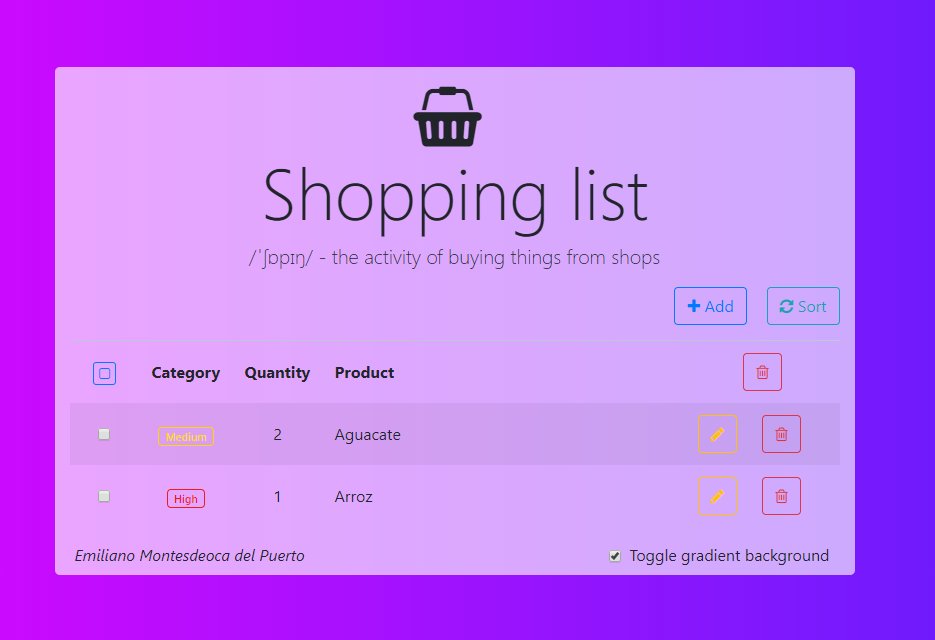 Shopping list
/ˈʃɒpɪŋ/ - the activity of buying things from shops
Add Sort
Category Quantity Product
Medium 2 Aguacate
High 1 Arroz
Emiliano Montesdeoca del Puerto Toggle gradient background